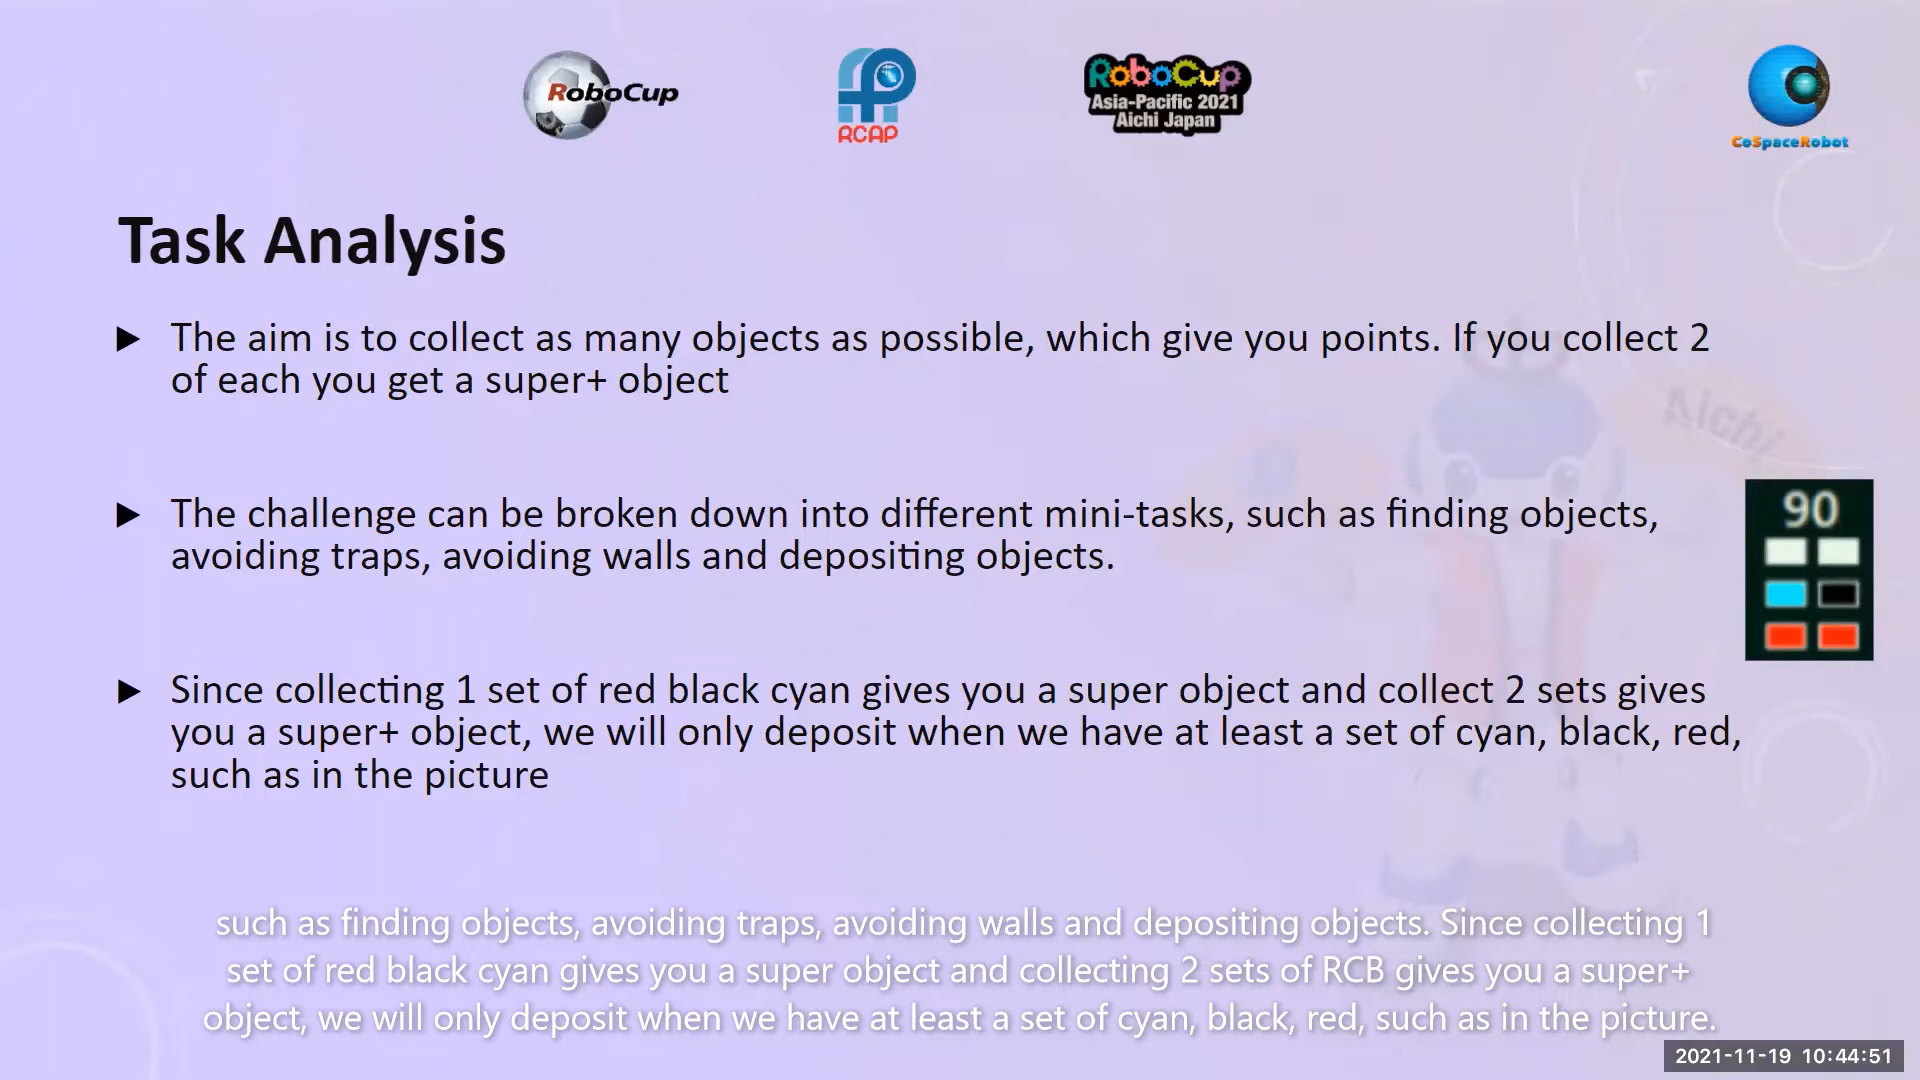 RoboCup
RCAP
RoboCup
Asia-Pacific 2021
Aichi Japan
CoSpaceRobot
Task Analysis
The aim is to collect as many objects as possible, which give you points. If you collect 2
of each you get a super+ object
Aichi
The challenge can be broken down into different mini-tasks, such as finding objects,
avoiding traps, avoiding walls and depositing objects.
90
Since collecting 1 set of red black cyan gives you a super object and collect 2 sets gives
you a super+ object, we will only deposit when we have at least a set of cyan, black, red,
such as in the picture
such as finding objects, avoiding traps, avoiding walls and depositing objects. Since collecting 1
set of red black cyan gives you a super object and collecting 2 sets of RCB gives you a super+
object, we will only deposit when we have at least a set of cyan, black, red, such as in the picture.
2021-11-19 10:44:51